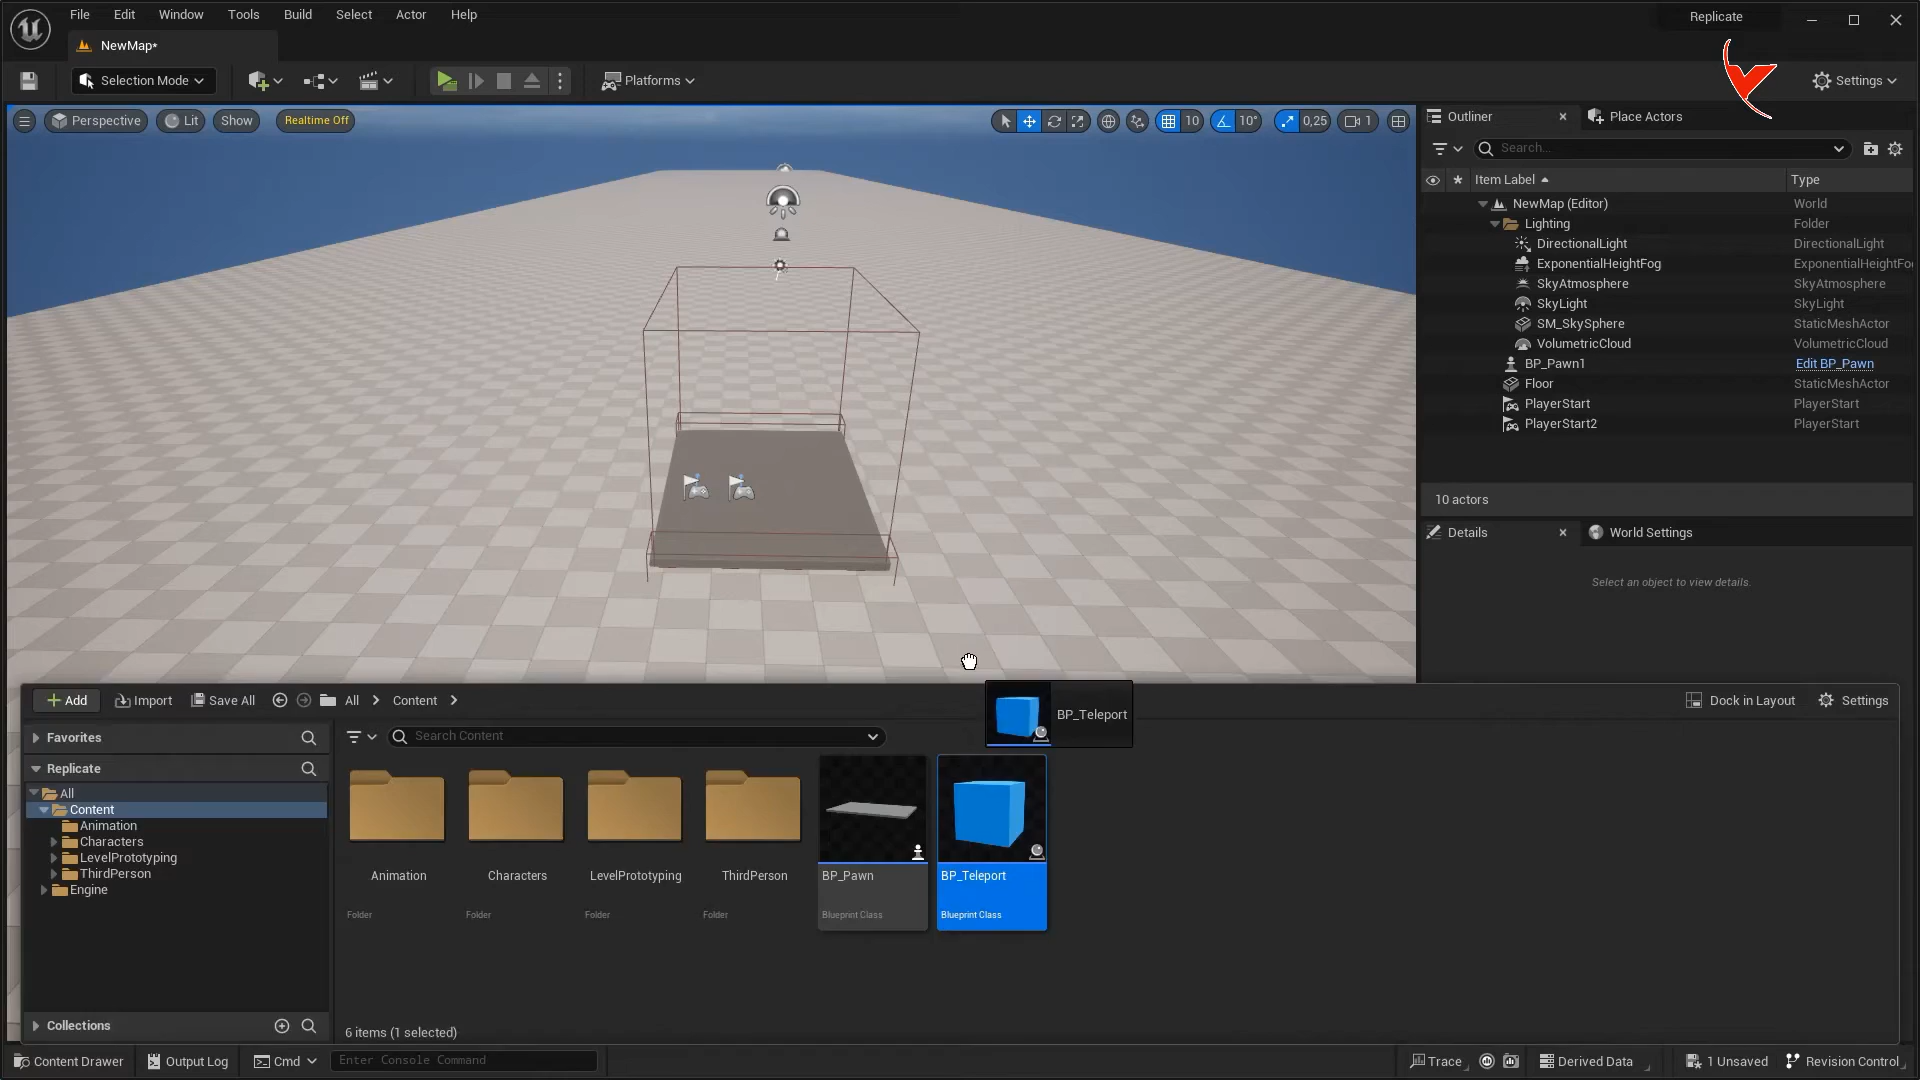 File Edit Window Tools Build Select Actor Help
Replicate
NewMap*
Selection Mode
Platforms
Settings
Perspective Lit Show Realtime Off
10 10° 0,25 1
Outliner Place Actors
Search...
Item Label Type
NewMap (Editor) World
Lighting Folder
DirectionalLight DirectionalLight
ExponentialHeightFog ExponentialHeightFo
SkyAtmosphere SkyAtmosphere
SkyLight SkyLight
SM_SkySphere StaticMeshActor
VolumetricCloud VolumetricCloud
BP_Pawn1 Edit BP_Pawn
Floor StaticMeshActor
PlayerStart PlayerStart
PlayerStart2 PlayerStart
10 actors
Details World Settings
Select an object to view details.
Add Import Save All All Content
Dock in Layout Settings
BP_Teleport
Favorites
Search Content
Replicate
All
Content
Animation
Characters
LevelPrototyping
ThirdPerson
Engine
Collections
Animation Characters LevelPrototyping ThirdPerson BP_Pawn BP_Teleport
Folder Folder Folder Folder Blueprint Class Blueprint Class
6 items (1 selected)
Content Drawer Output Log Cmd Enter Console Command
Trace Derived Data 1 Unsaved Revision Control